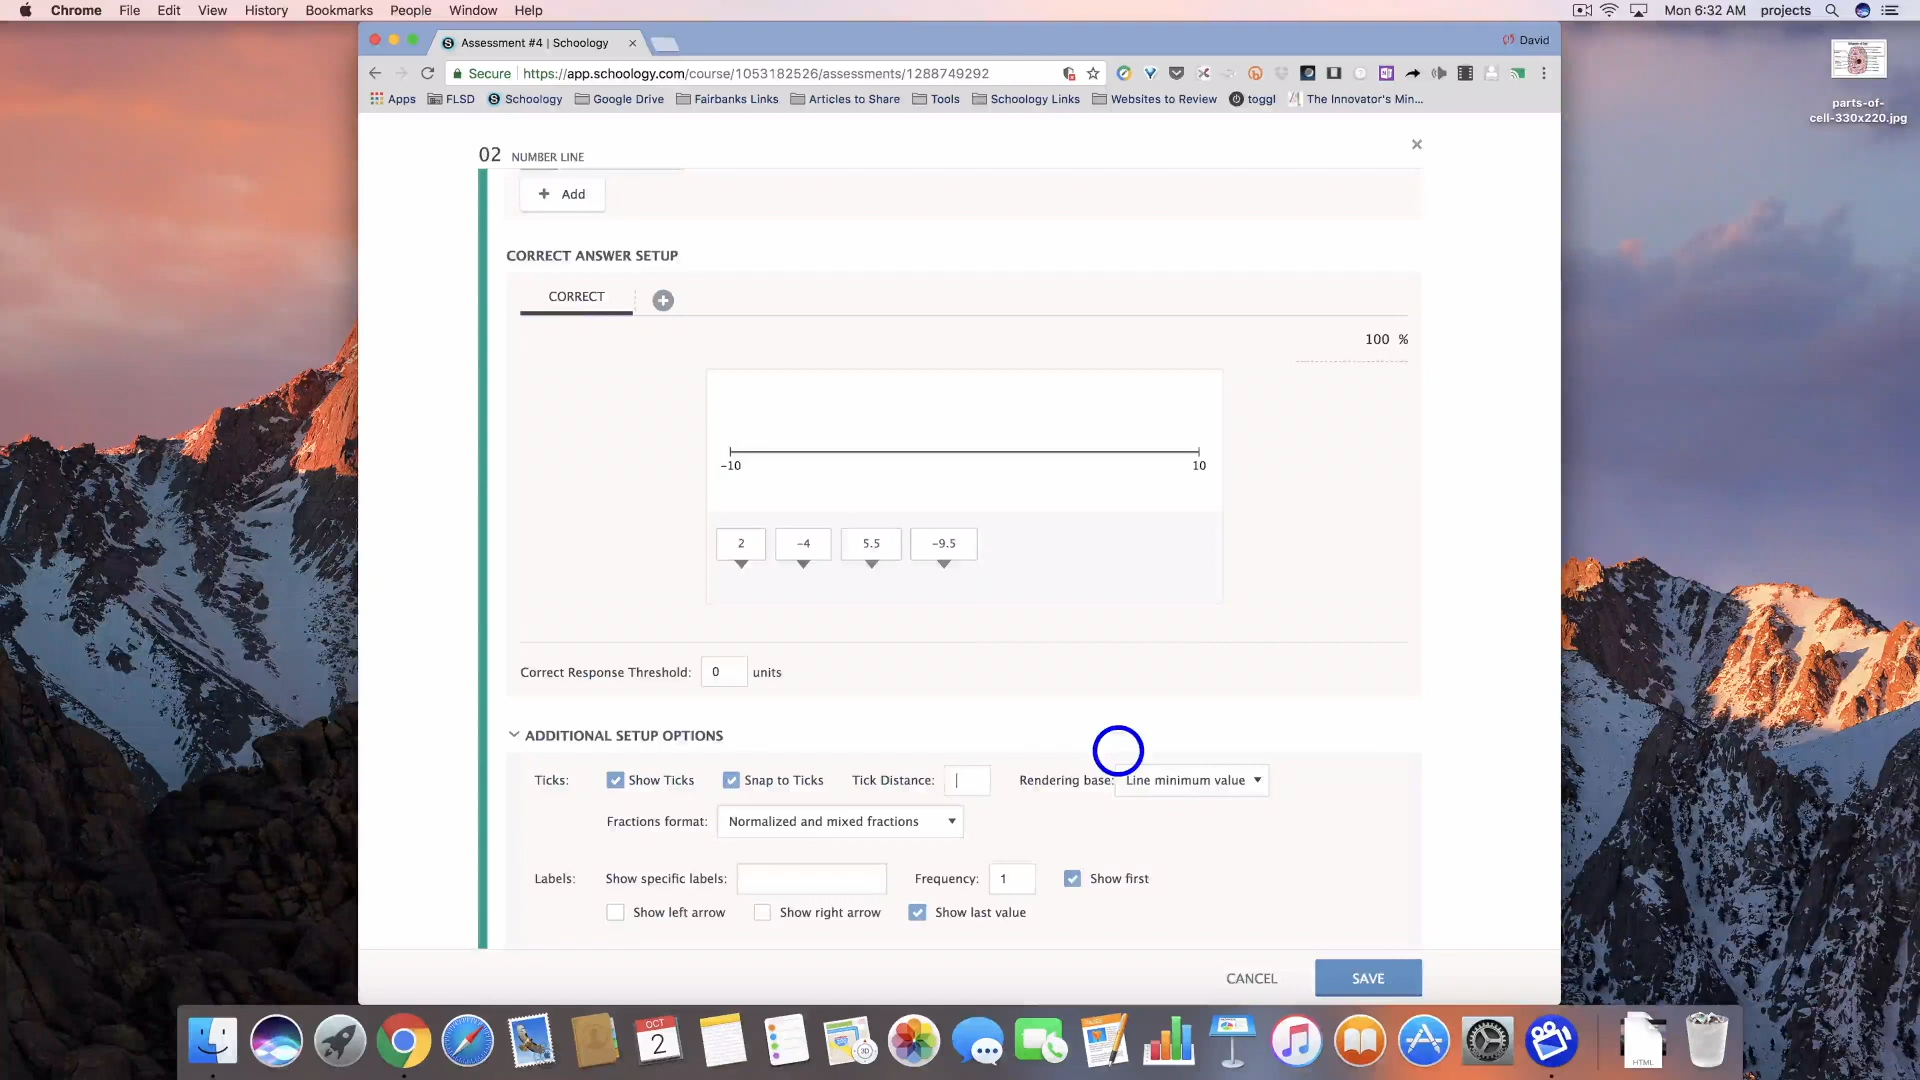 Chrome File Edit View History Bookmarks People Window Help
Mon 6:32 AM projects
Assessment #4 | Schoology
David
Secure https://app.schoology.com/course/1053182526/assessments/1288749292
Apps FLSD Schoology Google Drive Fairbanks Links Articles to Share Tools Schoology Links Websites to Review toggl The Innovator's Min...
parts-of-
cell-330x220.jpg
02 NUMBER LINE
+ Add
CORRECT ANSWER SETUP
CORRECT
100 %
-10 10
2 -4 5.5 -9.5
Correct Response Threshold: 0 units
ADDITIONAL SETUP OPTIONS
Ticks: Show Ticks Snap to Ticks Tick Distance: Rendering base: Line minimum value
Fractions format: Normalized and mixed fractions
Labels: Show specific labels: Frequency: 1 Show first
Show left arrow Show right arrow Show last value
CANCEL SAVE
OCT
2
3D
HTML